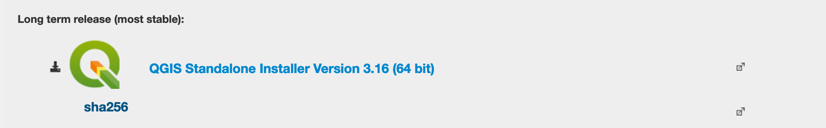 Long term release (most stable):
QGIS Standalone Installer Version 3.16 (64 bit)
sha256